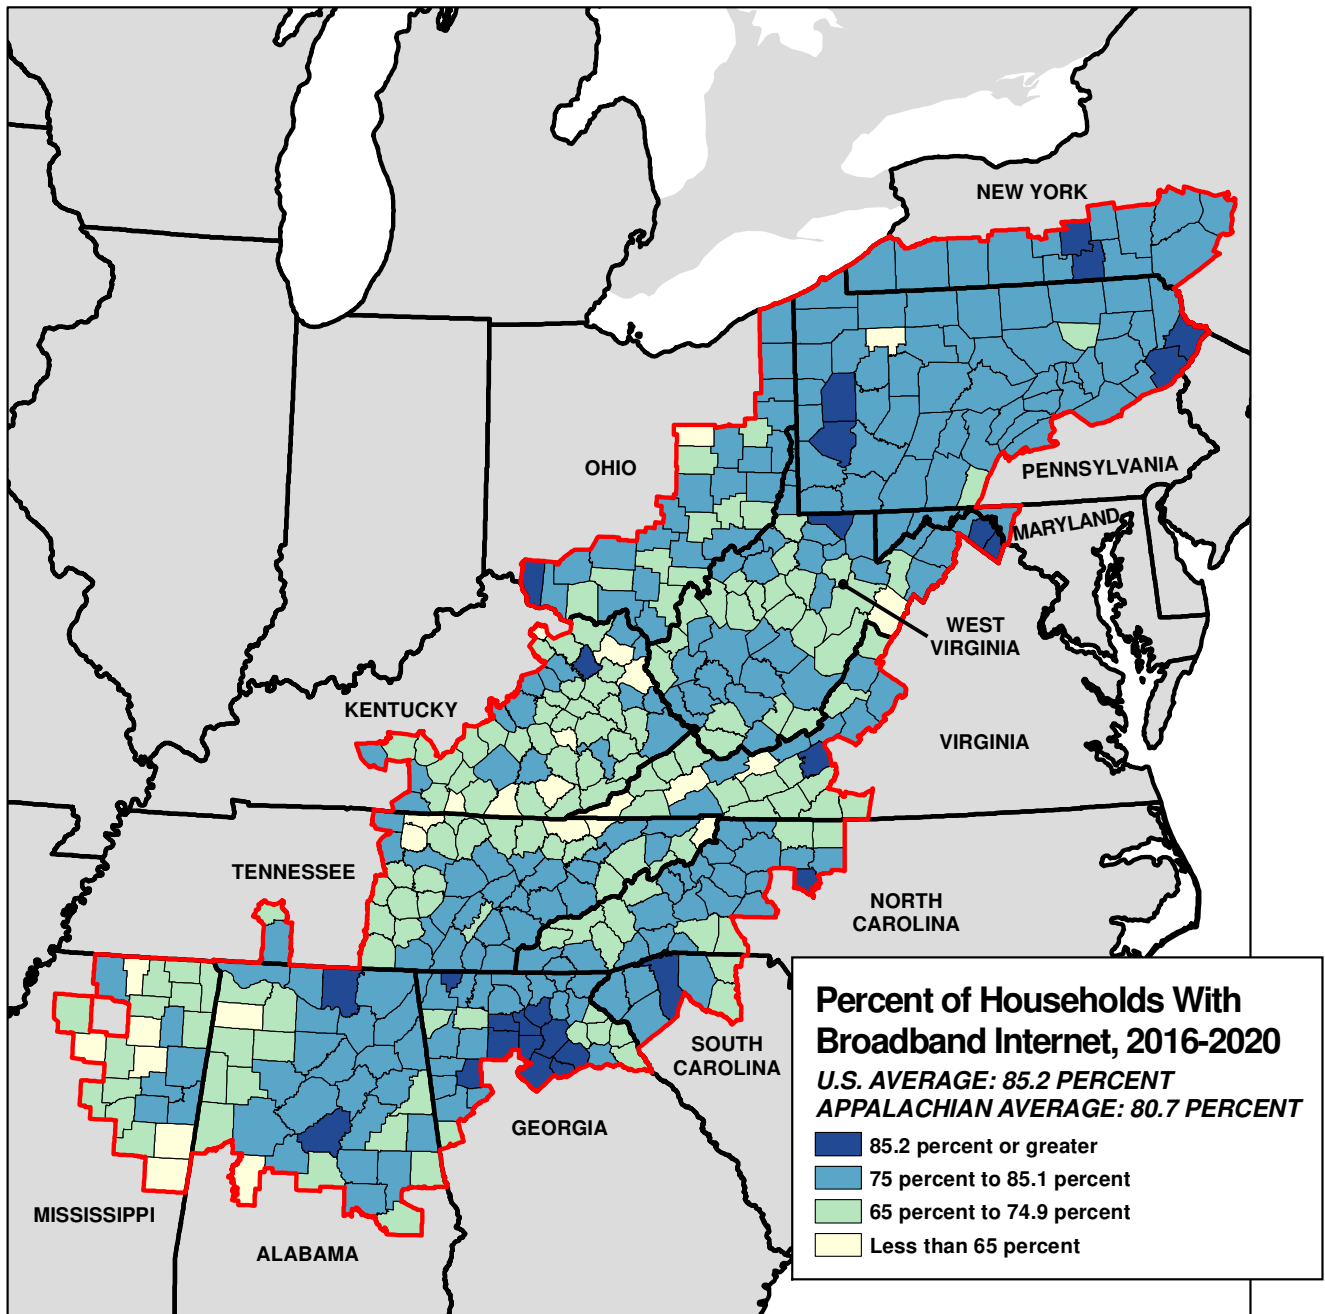 NEW YORK
OHIO
PENNSYLVANIA
MARYLAND
WEST
VIRGINIA
KENTUCKY
VIRGINIA
TENNESSEE
NORTH
CAROLINA
SOUTH
CAROLINA
GEORGIA
MISSISSIPPI
ALABAMA
Percent of Households With
Broadband Internet, 2016-2020
U.S. AVERAGE: 85.2 PERCENT
APPALACHIAN AVERAGE: 80.7 PERCENT
85.2 percent or greater
75 percent to 85.1 percent
65 percent to 74.9 percent
Less than 65 percent